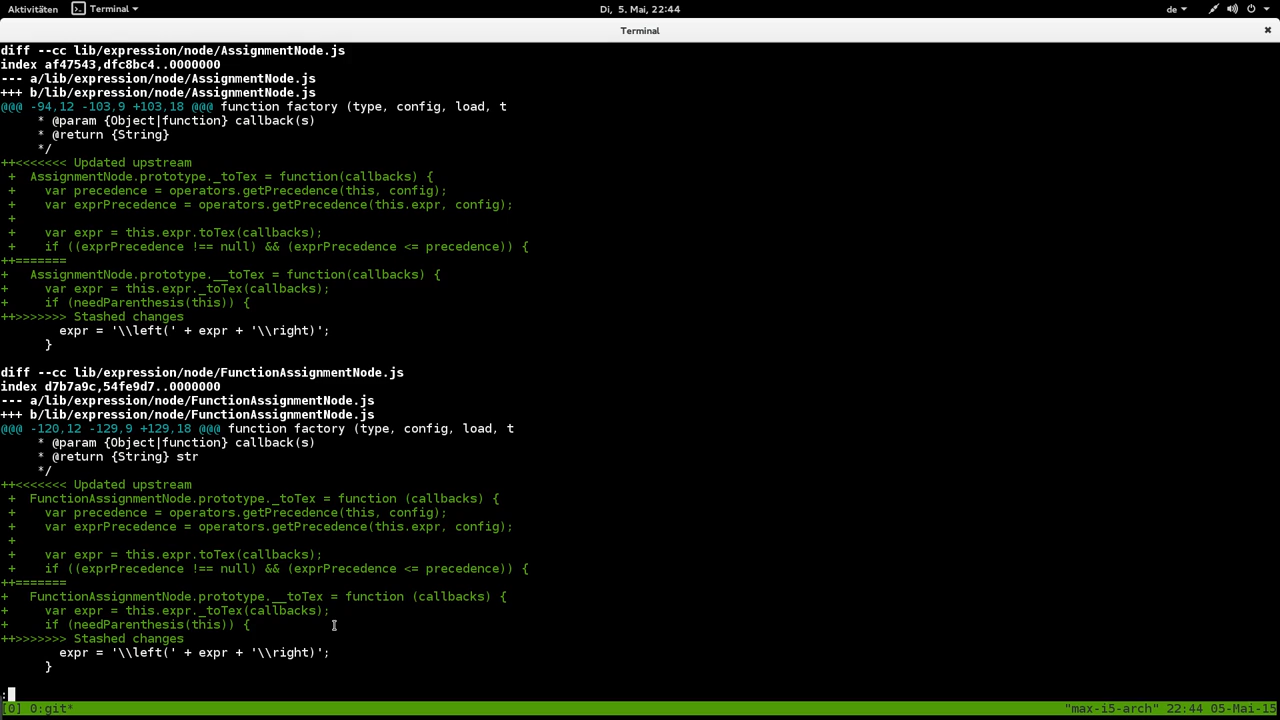 Aktivitäten Terminal Di, 5. Mai, 22:44 de
Terminal
diff --cc lib/expression/node/AssignmentNode.js
index af47543,dfc8bc4..0000000
--- a/lib/expression/node/AssignmentNode.js
+++ b/lib/expression/node/AssignmentNode.js
@@@ -94,12 -103,9 +103,18 @@@ function factory (type, config, load, t
     * @param {Object|function} callback(s)
     * @return {String}
     */
++<<<<<<< Updated upstream
 +  AssignmentNode.prototype._toTex = function(callbacks) {
 +    var precedence = operators.getPrecedence(this, config);
 +    var exprPrecedence = operators.getPrecedence(this.expr, config);
 +
 +    var expr = this.expr.toTex(callbacks);
 +    if ((exprPrecedence !== null) && (exprPrecedence <= precedence)) {
++=======
+   AssignmentNode.prototype.__toTex = function(callbacks) {
+     var expr = this.expr._toTex(callbacks);
+     if (needParenthesis(this)) {
++>>>>>>> Stashed changes
        expr = '\\left(' + expr + '\\right)';
      }
diff --cc lib/expression/node/FunctionAssignmentNode.js
index d7b7a9c,54fe9d7..0000000
--- a/lib/expression/node/FunctionAssignmentNode.js
+++ b/lib/expression/node/FunctionAssignmentNode.js
@@@ -120,12 -129,9 +129,18 @@@ function factory (type, config, load, t
     * @param {Object|function} callback(s)
     * @return {String} str
     */
++<<<<<<< Updated upstream
 +  FunctionAssignmentNode.prototype._toTex = function (callbacks) {
 +    var precedence = operators.getPrecedence(this, config);
 +    var exprPrecedence = operators.getPrecedence(this.expr, config);
 +
 +    var expr = this.expr.toTex(callbacks);
 +    if ((exprPrecedence !== null) && (exprPrecedence <= precedence)) {
++=======
+   FunctionAssignmentNode.prototype.__toTex = function (callbacks) {
+     var expr = this.expr._toTex(callbacks);
+     if (needParenthesis(this)) {
++>>>>>>> Stashed changes
        expr = '\\left(' + expr + '\\right)';
      }
:
[0] 0:git* "max-i5-arch" 22:44 05-Mai-15